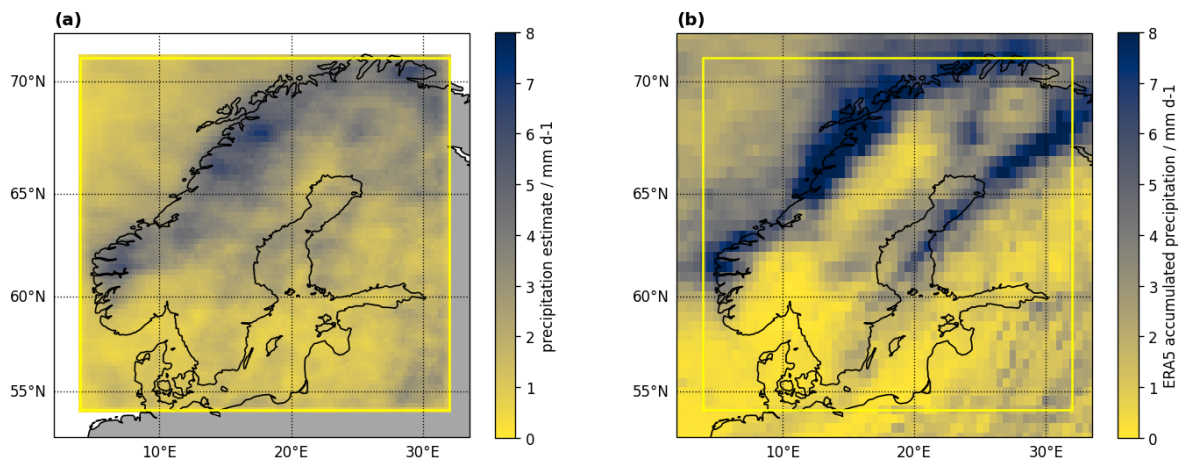 (a)
70°N
65°N
60°N
55°N
10°E
20°E
30°E
8
7
6
5
4
3
2
1
0
precipitation estimate / mm d-1
(b)
70°N
65°N
60°N
55°N
10°E
20°E
30°E
8
7
6
5
4
3
2
1
0
ERA5 accumulated precipitation / mm d-1